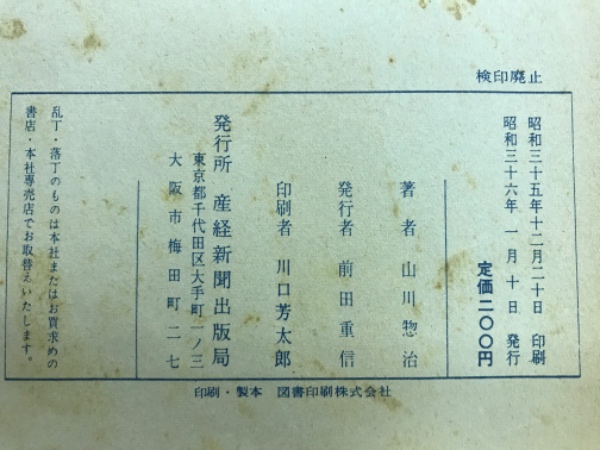 検印廃止
昭和三十五年十二月二十日 印刷
昭和三十六年 一月 十日 発行
定価二〇〇円
著者 山川惣治
発行者 前田重信
印刷者 川口芳太郎
発行所 産経新聞出版局
東京都千代田区大手町一ノ三
大阪市梅田町二七
乱丁・落丁のものは本社またはお買求めの
書店・本社専売店でお取替えいたします。
印刷・製本 図書印刷株式会社